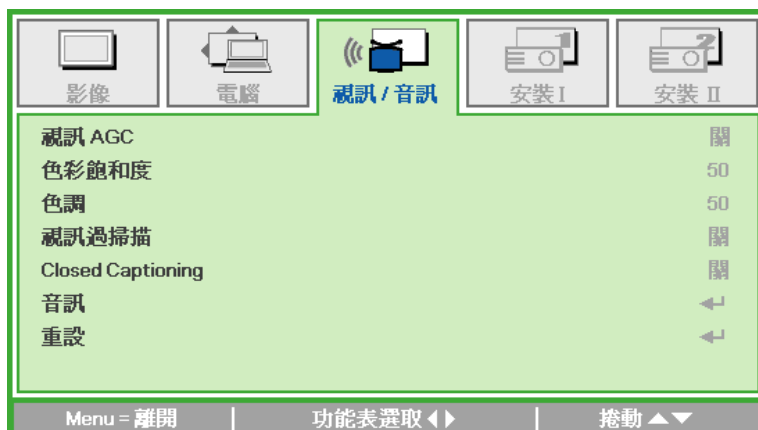 影像 電腦 視訊 / 音訊 安裝 I 安裝 II
視訊 AGC 關
色彩飽和度 50
色調 50
視訊過掃描 關
Closed Captioning 關
音訊
重設
Menu = 離開 功能表選取 捲動